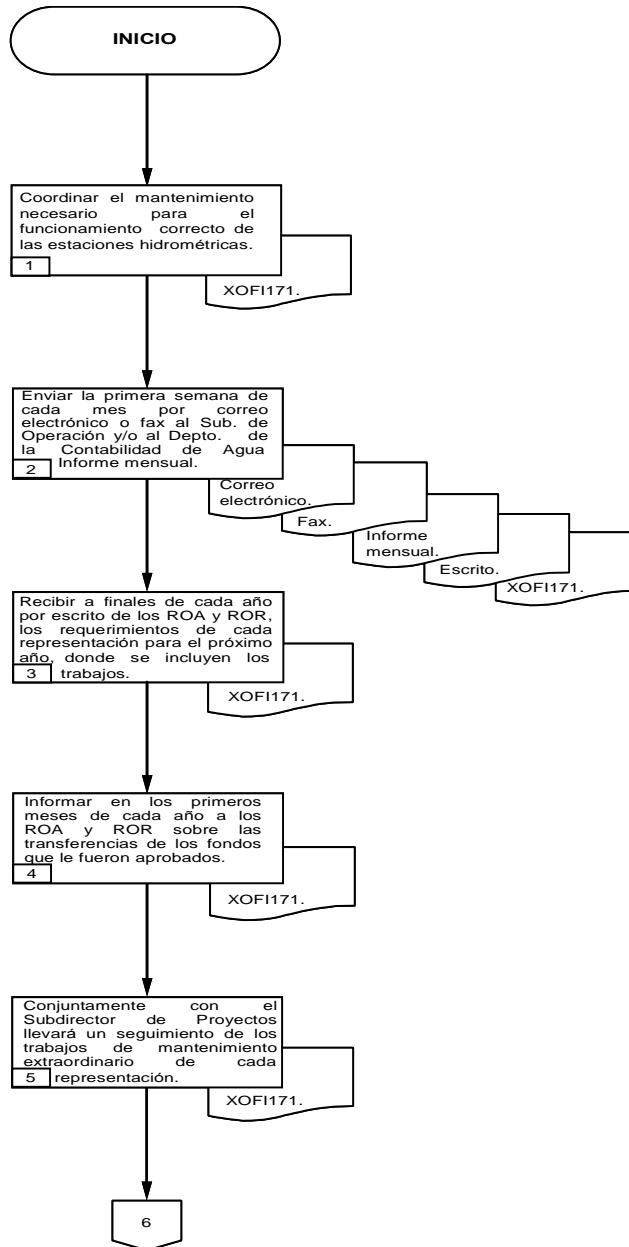 INICIO
Coordinar el mantenimiento
necesario para el
funcionamiento correcto de
las estaciones hidrométricas.
1
XOFI171.
Enviar la primera semana de
cada mes por correo
electrónico o fax al Sub. de
Operación y/o al Depto. de
la Contabilidad de Agua
Informe mensual.
2
Correo
electrónico.
Fax.
Informe
mensual.
Escrito.
XOFI171.
Recibir a finales de cada año
por escrito de los ROA y ROR,
los requerimientos de cada
representación para el próximo
año, donde se incluyen los
trabajos.
3
XOFI171.
Informar en los primeros
meses de cada año a los
ROA y ROR sobre las
transferencias de los fondos
que le fueron aprobados.
4
XOFI171.
Conjuntamente con el
Subdirector de Proyectos
llevará un seguimiento de los
trabajos de mantenimiento
extraordinario de cada
representación.
5
XOFI171.
6